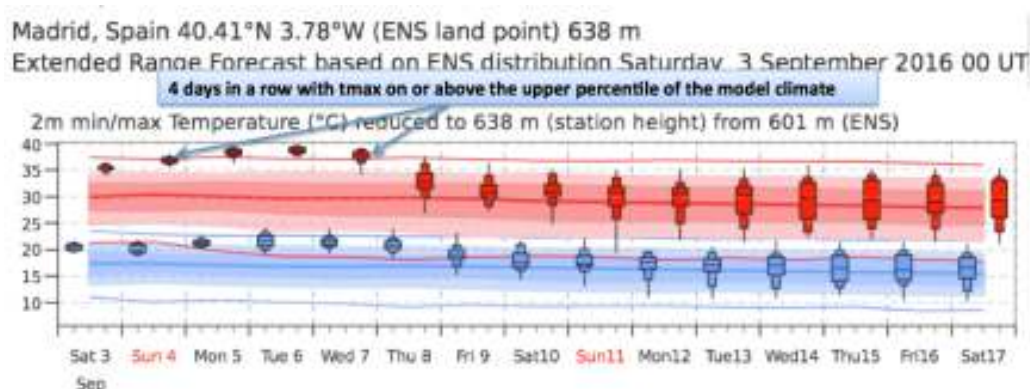 Madrid, Spain 40.41°N 3.78°W (ENS land point) 638 m
Extended Range Forecast based on ENS distribution Saturday, 3 September 2016 00 UT
4 days in a row with tmax on or above the upper percentile of the model climate
2m min/max Temperature (°C) reduced to 638 m (station height) from 601 m (ENS)
40
35
30
25
20
15
10
Sat 3 Sun 4 Mon 5 Tue 6 Wed 7 Thu 8 Fri 9 Sat10 Sun11 Mon12 Tue13 Wed14 Thu15 Fri16 Sat17
Sep